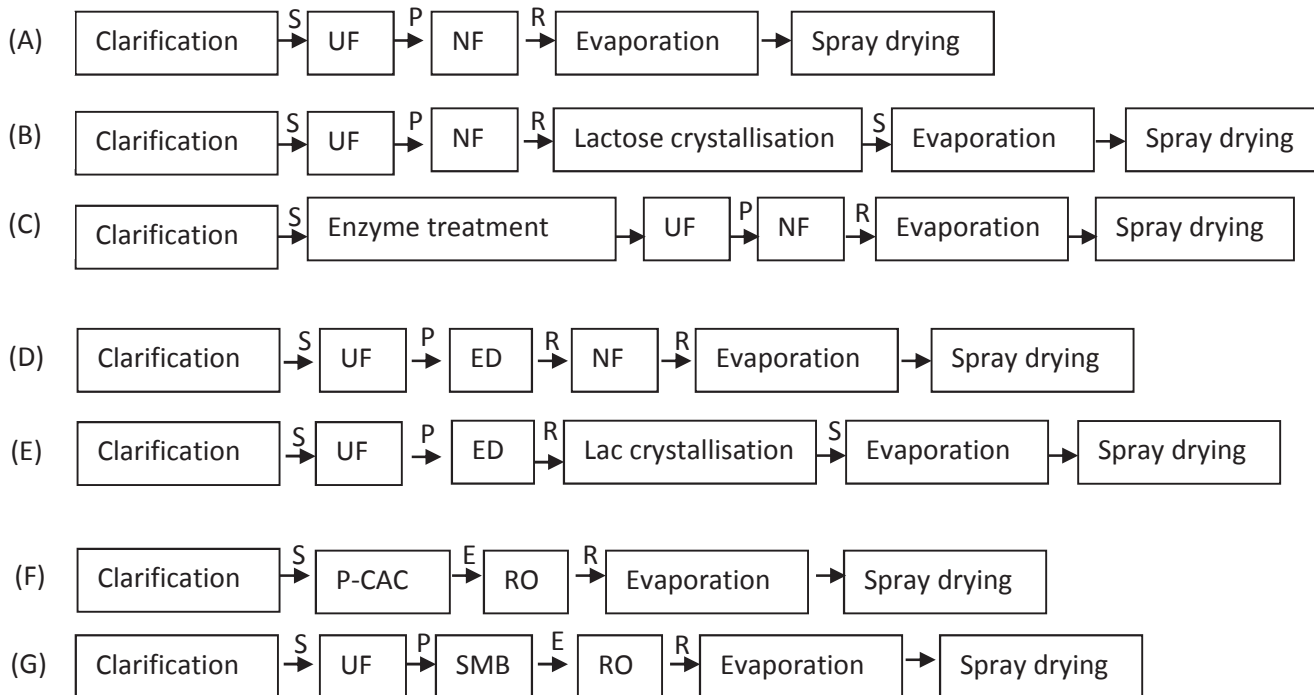 S P R
(A) Clarification UF NF Evaporation Spray drying
S P R S
(B) Clarification UF NF Lactose crystallisation Evaporation Spray drying
S P R
(C) Clarification Enzyme treatment UF NF Evaporation Spray drying
S P R R
(D) Clarification UF ED NF Evaporation Spray drying
S P R S
(E) Clarification UF ED Lac crystallisation Evaporation Spray drying
S E R
(F) Clarification P-CAC RO Evaporation Spray drying
S P E R
(G) Clarification UF SMB RO Evaporation Spray drying